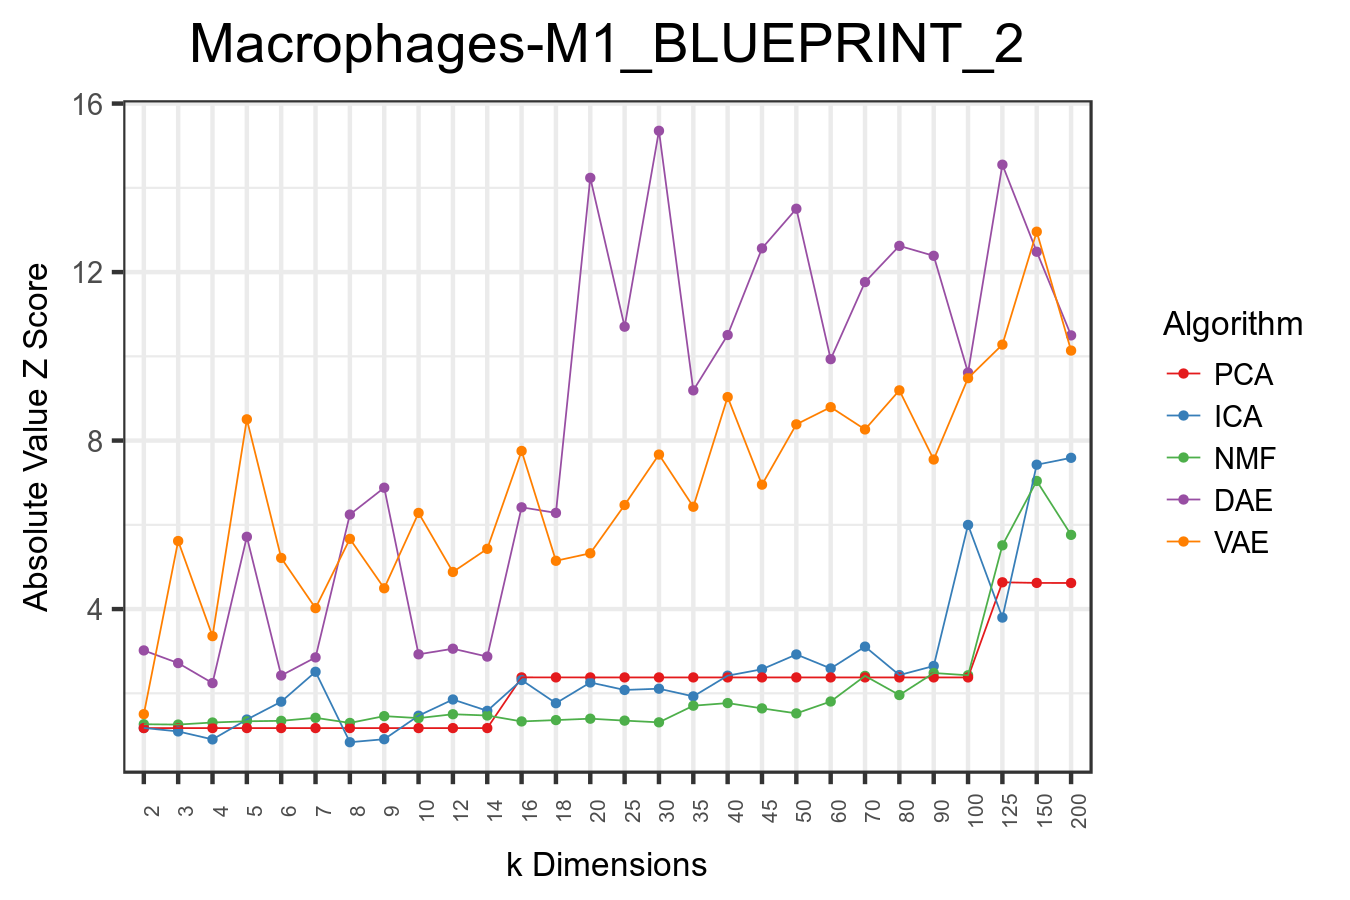 Macrophages-M1_BLUEPRINT_2
Absolute Value Z Score
16
12
8
4
2 3 4 5 6 7 8 9 10 12 14 16 18 20 25 30 35 40 45 50 60 70 80 90 100 125 150 200
k Dimensions
Algorithm
PCA
ICA
NMF
DAE
VAE